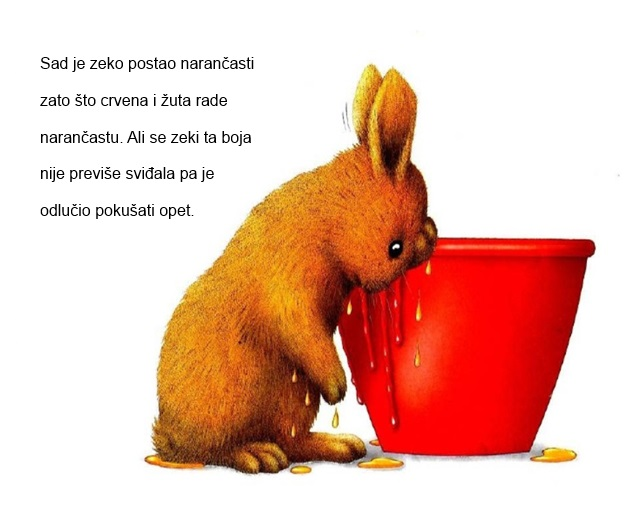 Sad je zeko postao narančasti
zato što crvena i žuta rade
narančastu. Ali se zeki ta boja
nije previše sviđala pa je
odlučio pokušati opet.